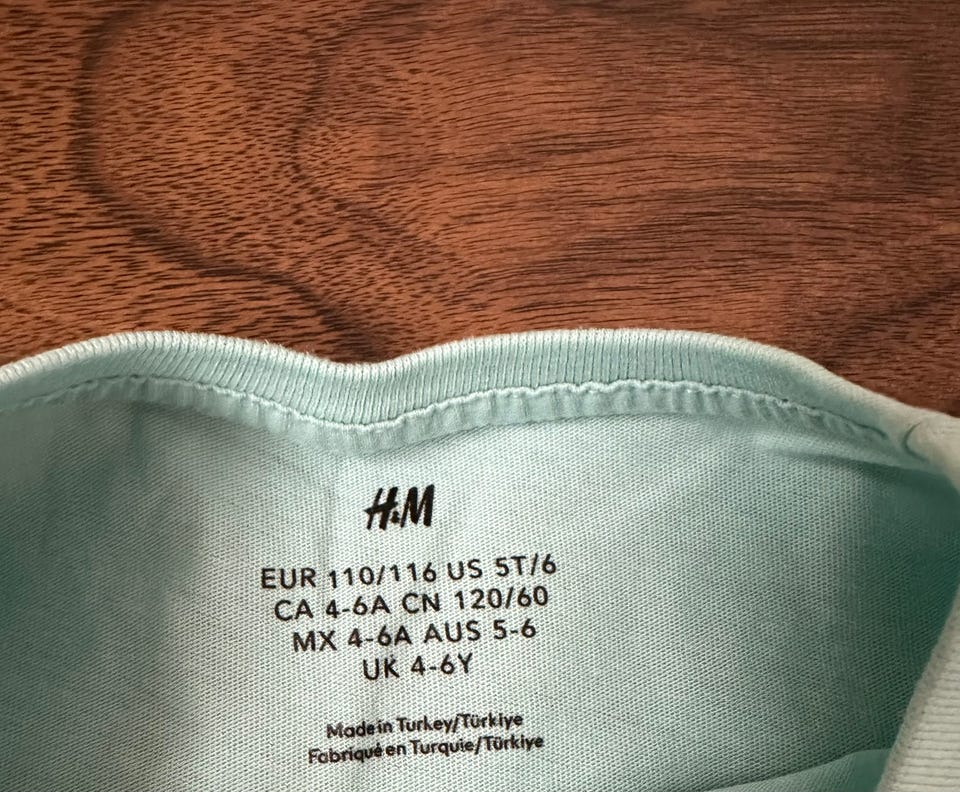 H&M
EUR 110/116 US 5T/6
CA 4-6A CN 120/60
MX 4-6A AUS 5-6
UK 4-6Y
Made in Turkey/Türkiye
Fabriqué en Turquie/Türkiye